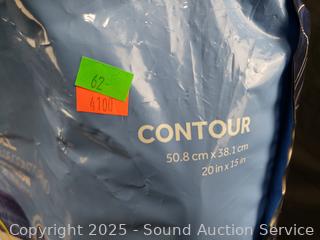 62-
4100
CONTOUR
50.8 cm x 38.1 cm
20 in x 15 in
Copyright 2025 - Sound Auction Service